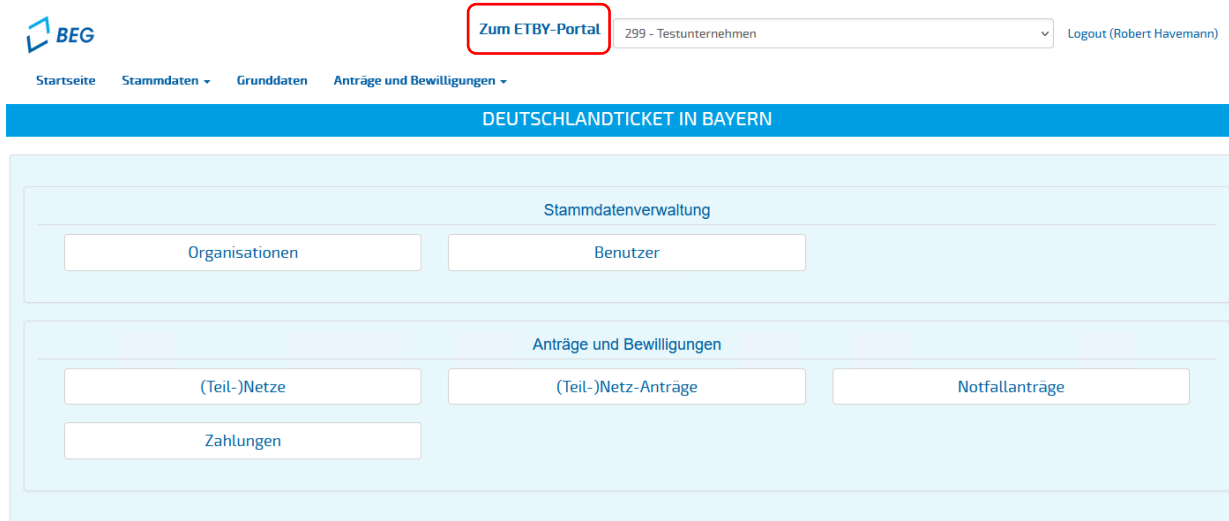 BEG
Zum ETBY-Portal 299 - Testunternehmen Logout (Robert Havemann)
Startseite Stammdaten Grunddaten Anträge und Bewilligungen
DEUTSCHLANDTICKET IN BAYERN
Stammdatenverwaltung
Organisationen Benutzer
Anträge und Bewilligungen
(Teil-)Netze (Teil-)Netz-Anträge Notfallanträge
Zahlungen